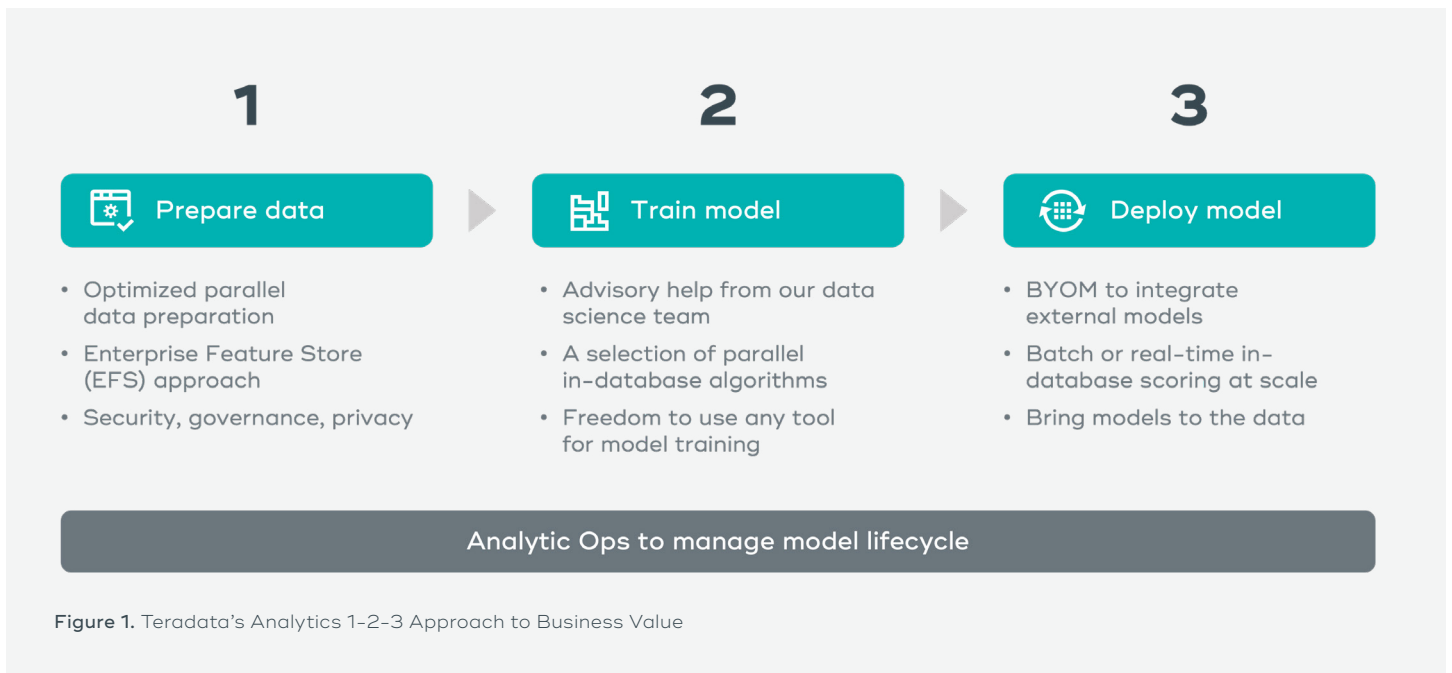 1
Prepare data
• Optimized parallel
data preparation
• Enterprise Feature Store
(EFS) approach
• Security, governance, privacy
2
Train model
• Advisory help from our data
science team
• A selection of parallel
in-database algorithms
• Freedom to use any tool
for model training
3
Deploy model
• BYOM to integrate
external models
• Batch or real-time in-
database scoring at scale
• Bring models to the data
Analytic Ops to manage model lifecycle
Figure 1. Teradata’s Analytics 1-2-3 Approach to Business Value